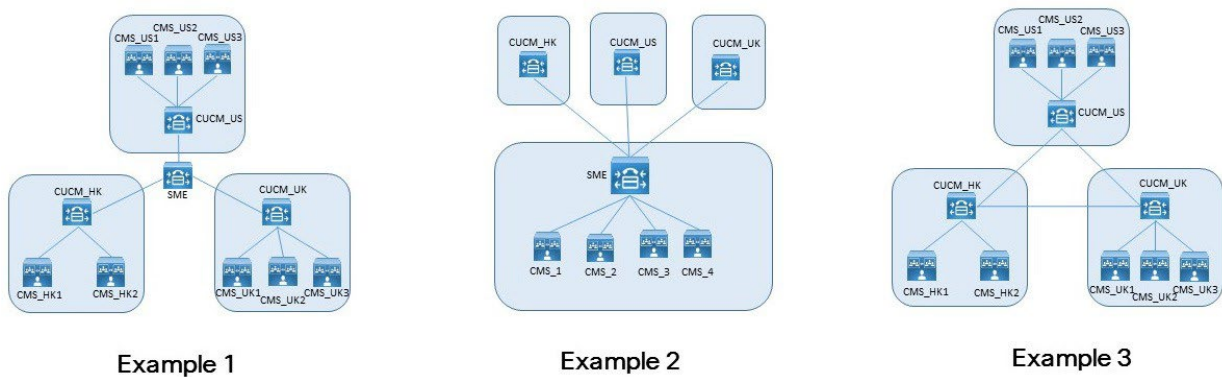 CMS_US2
CMS_US1
CMS_US3
CUCM_US
SME
CUCM_HK
CUCM_UK
CMS_HK1
CMS_HK2
CMS_UK1
CMS_UK2
CMS_UK3
Example 1
CUCM_HK
CUCM_US
CUCM_UK
SME
CMS_1
CMS_2
CMS_3
CMS_4
Example 2
CMS_US2
CMS_US1
CMS_US3
CUCM_US
CUCM_HK
CUCM_UK
CMS_HK1
CMS_HK2
CMS_UK1
CMS_UK2
CMS_UK3
Example 3